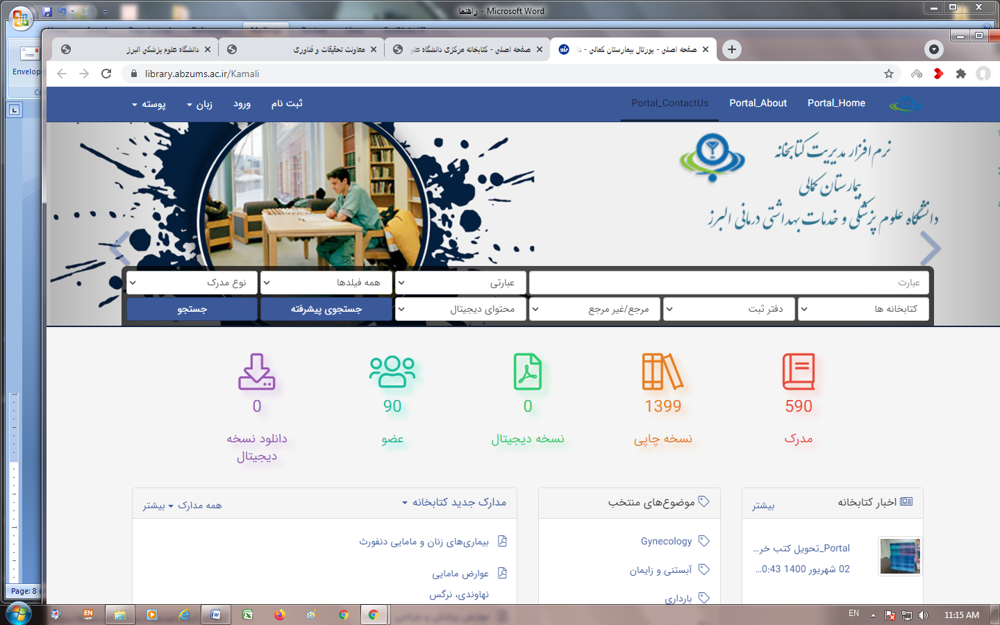 راهنما - Microsoft Word
دانشگاه علوم پزشکی البرز
معاونت تحقیقات و فناوری
صفحه اصلی - کتابخانه مرکزی دانشگاه علو
صفحه اصلی - پورتال بیمارستان کمالی - دا
library.abzums.ac.ir/Kamali
Envelop
Portal_Home Portal_About Portal_ContactUs
ثبت نام ورود زبان پوسته
نرم افزار مدیریت کتابخانه
بیمارستان کمالی
دانشگاه علوم پزشکی و خدمات بهداشتی درمانی البرز
عبارت عبارتی همه فیلدها نوع مدرک
کتابخانه ها دفتر ثبت مرجع/غیر مرجع محتوای دیجیتال جستجوی پیشرفته جستجو
590 1399 0 90 0
مدرک نسخه چاپی نسخه دیجیتال عضو دانلود نسخه
دیجیتال
اخبار کتابخانه بیشتر
Portal_تحویل کتب خر...
02 شهریور 1400 0:43...
موضوع‌های منتخب
Gynecology
آبستنی و زایمان
بارداری
مدارک جدید کتابخانه همه مدارک بیشتر
بیماری‌های زنان و مامایی دنفورث
عوارض مامایی
نهاوندی، نرگس
Page: 8
EN 11:15 AM